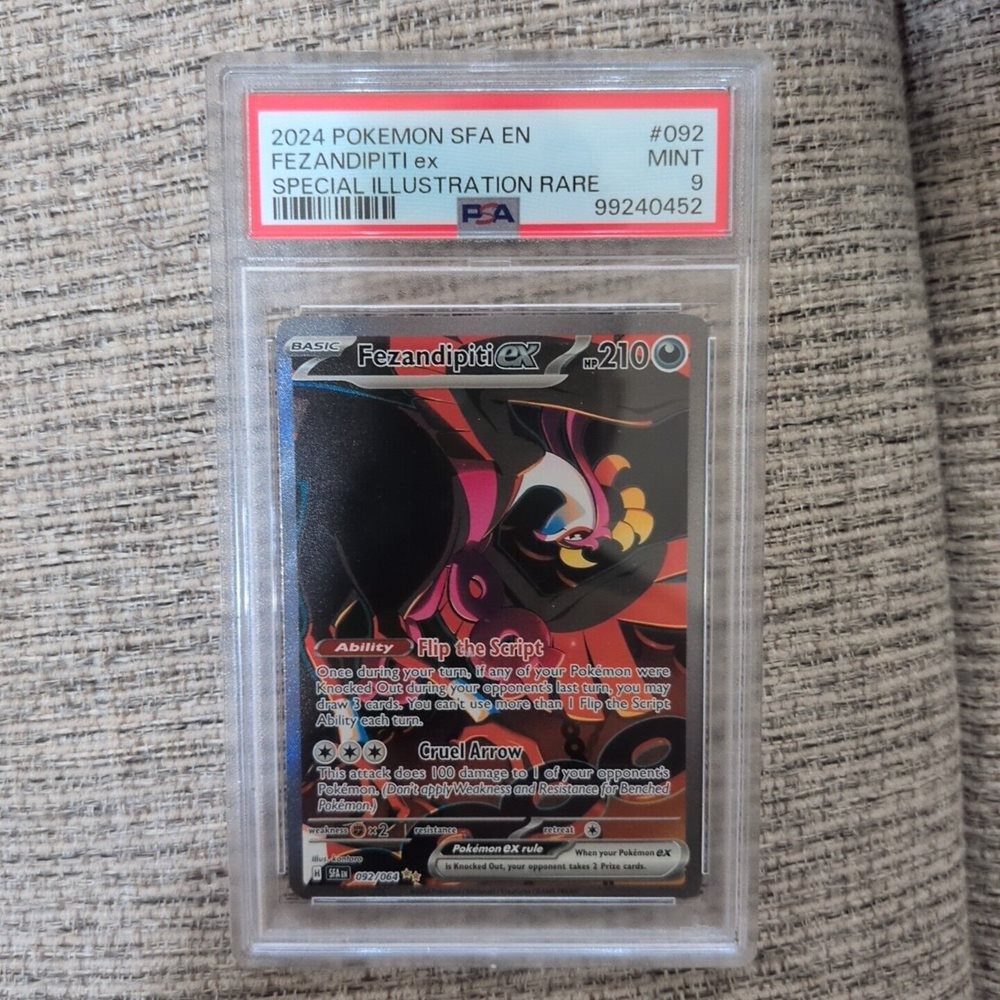 2024 POKEMON SFA EN #092
FEZANDIPITI ex MINT
SPECIAL ILLUSTRATION RARE 9
PSA 99240452
BASIC Fezandipiti ex HP 210
Ability Flip the Script
Once during your turn, if any of your Pokémon were
Knocked Out during your opponent's last turn, you may
draw 3 cards. You can't use more than 1 Flip the Script
Ability each turn.
Cruel Arrow
This attack does 100 damage to 1 of your opponent's
Pokémon. (Don't apply Weakness and Resistance for Benched
Pokémon.)
weakness ×2 resistance retreat
Pokémon ex rule When your Pokémon ex
is Knocked Out, your opponent takes 2 Prize cards.
Illus. kantaro
H SFA EN 092/064